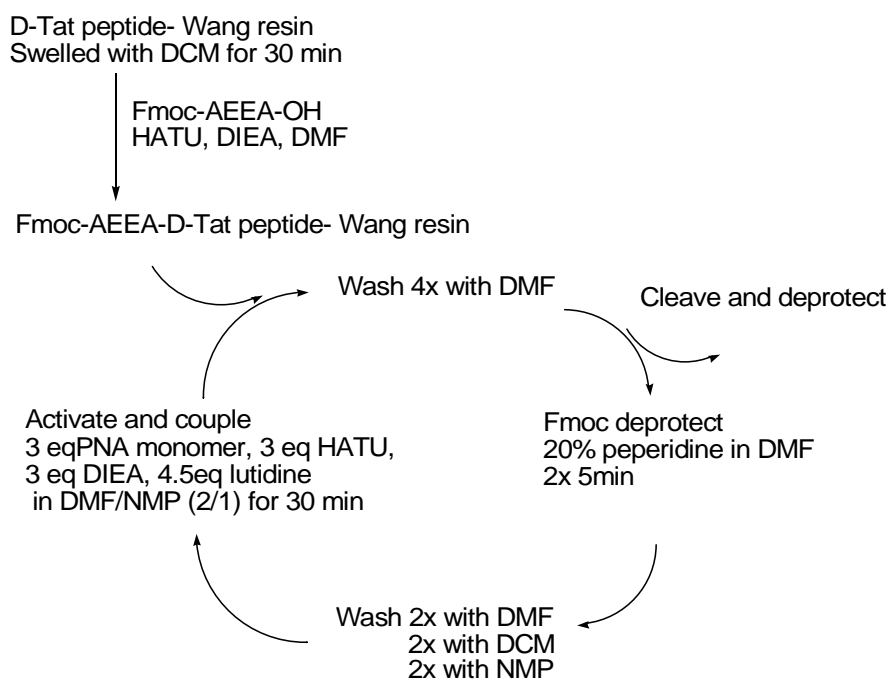 D-Tat peptide- Wang resin
Swelled with DCM for 30 min
Fmoc-AEEA-OH
HATU, DIEA, DMF
Fmoc-AEEA-D-Tat peptide- Wang resin
Wash 4x with DMF
Cleave and deprotect
Fmoc deprotect
20% peperidine in DMF
2x 5min
Wash 2x with DMF
2x with DCM
2x with NMP
Activate and couple
3 eqPNA monomer, 3 eq HATU,
3 eq DIEA, 4.5eq lutidine
in DMF/NMP (2/1) for 30 min